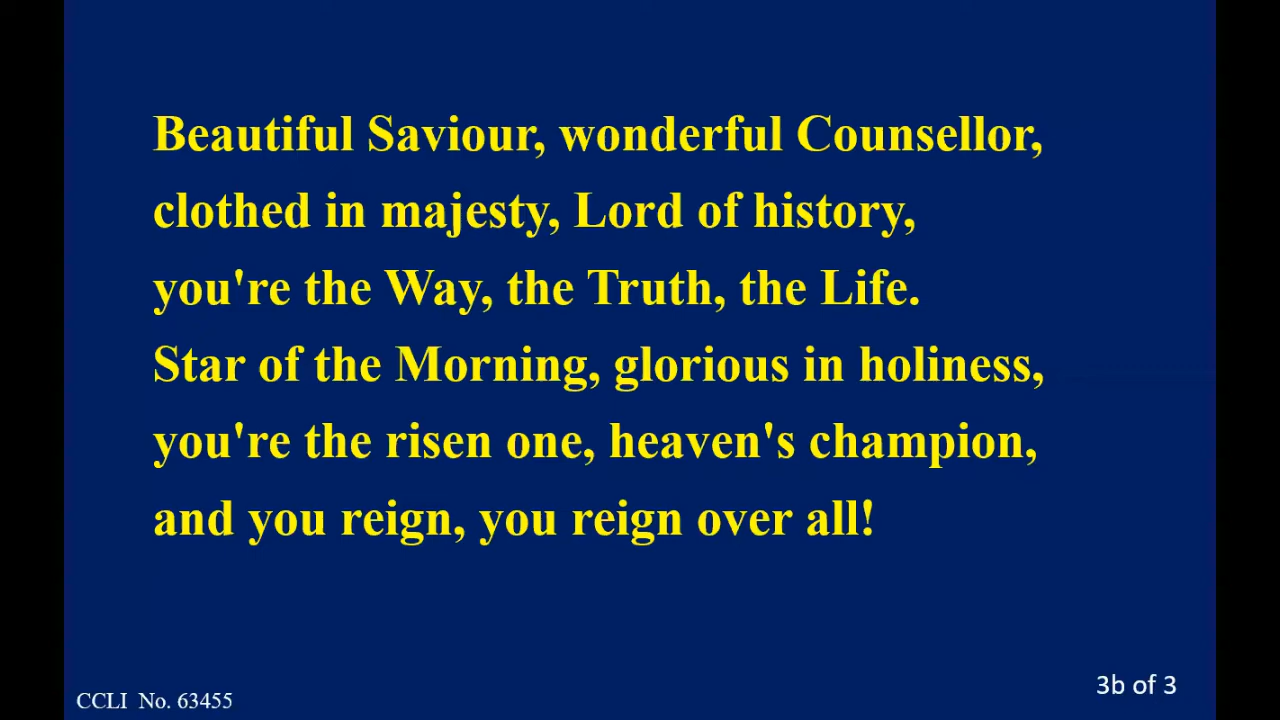 Beautiful Saviour, wonderful Counsellor,
clothed in majesty, Lord of history,
you're the Way, the Truth, the Life.
Star of the Morning, glorious in holiness,
you're the risen one, heaven's champion,
and you reign, you reign over all!
3b of 3
CCLI No. 63455